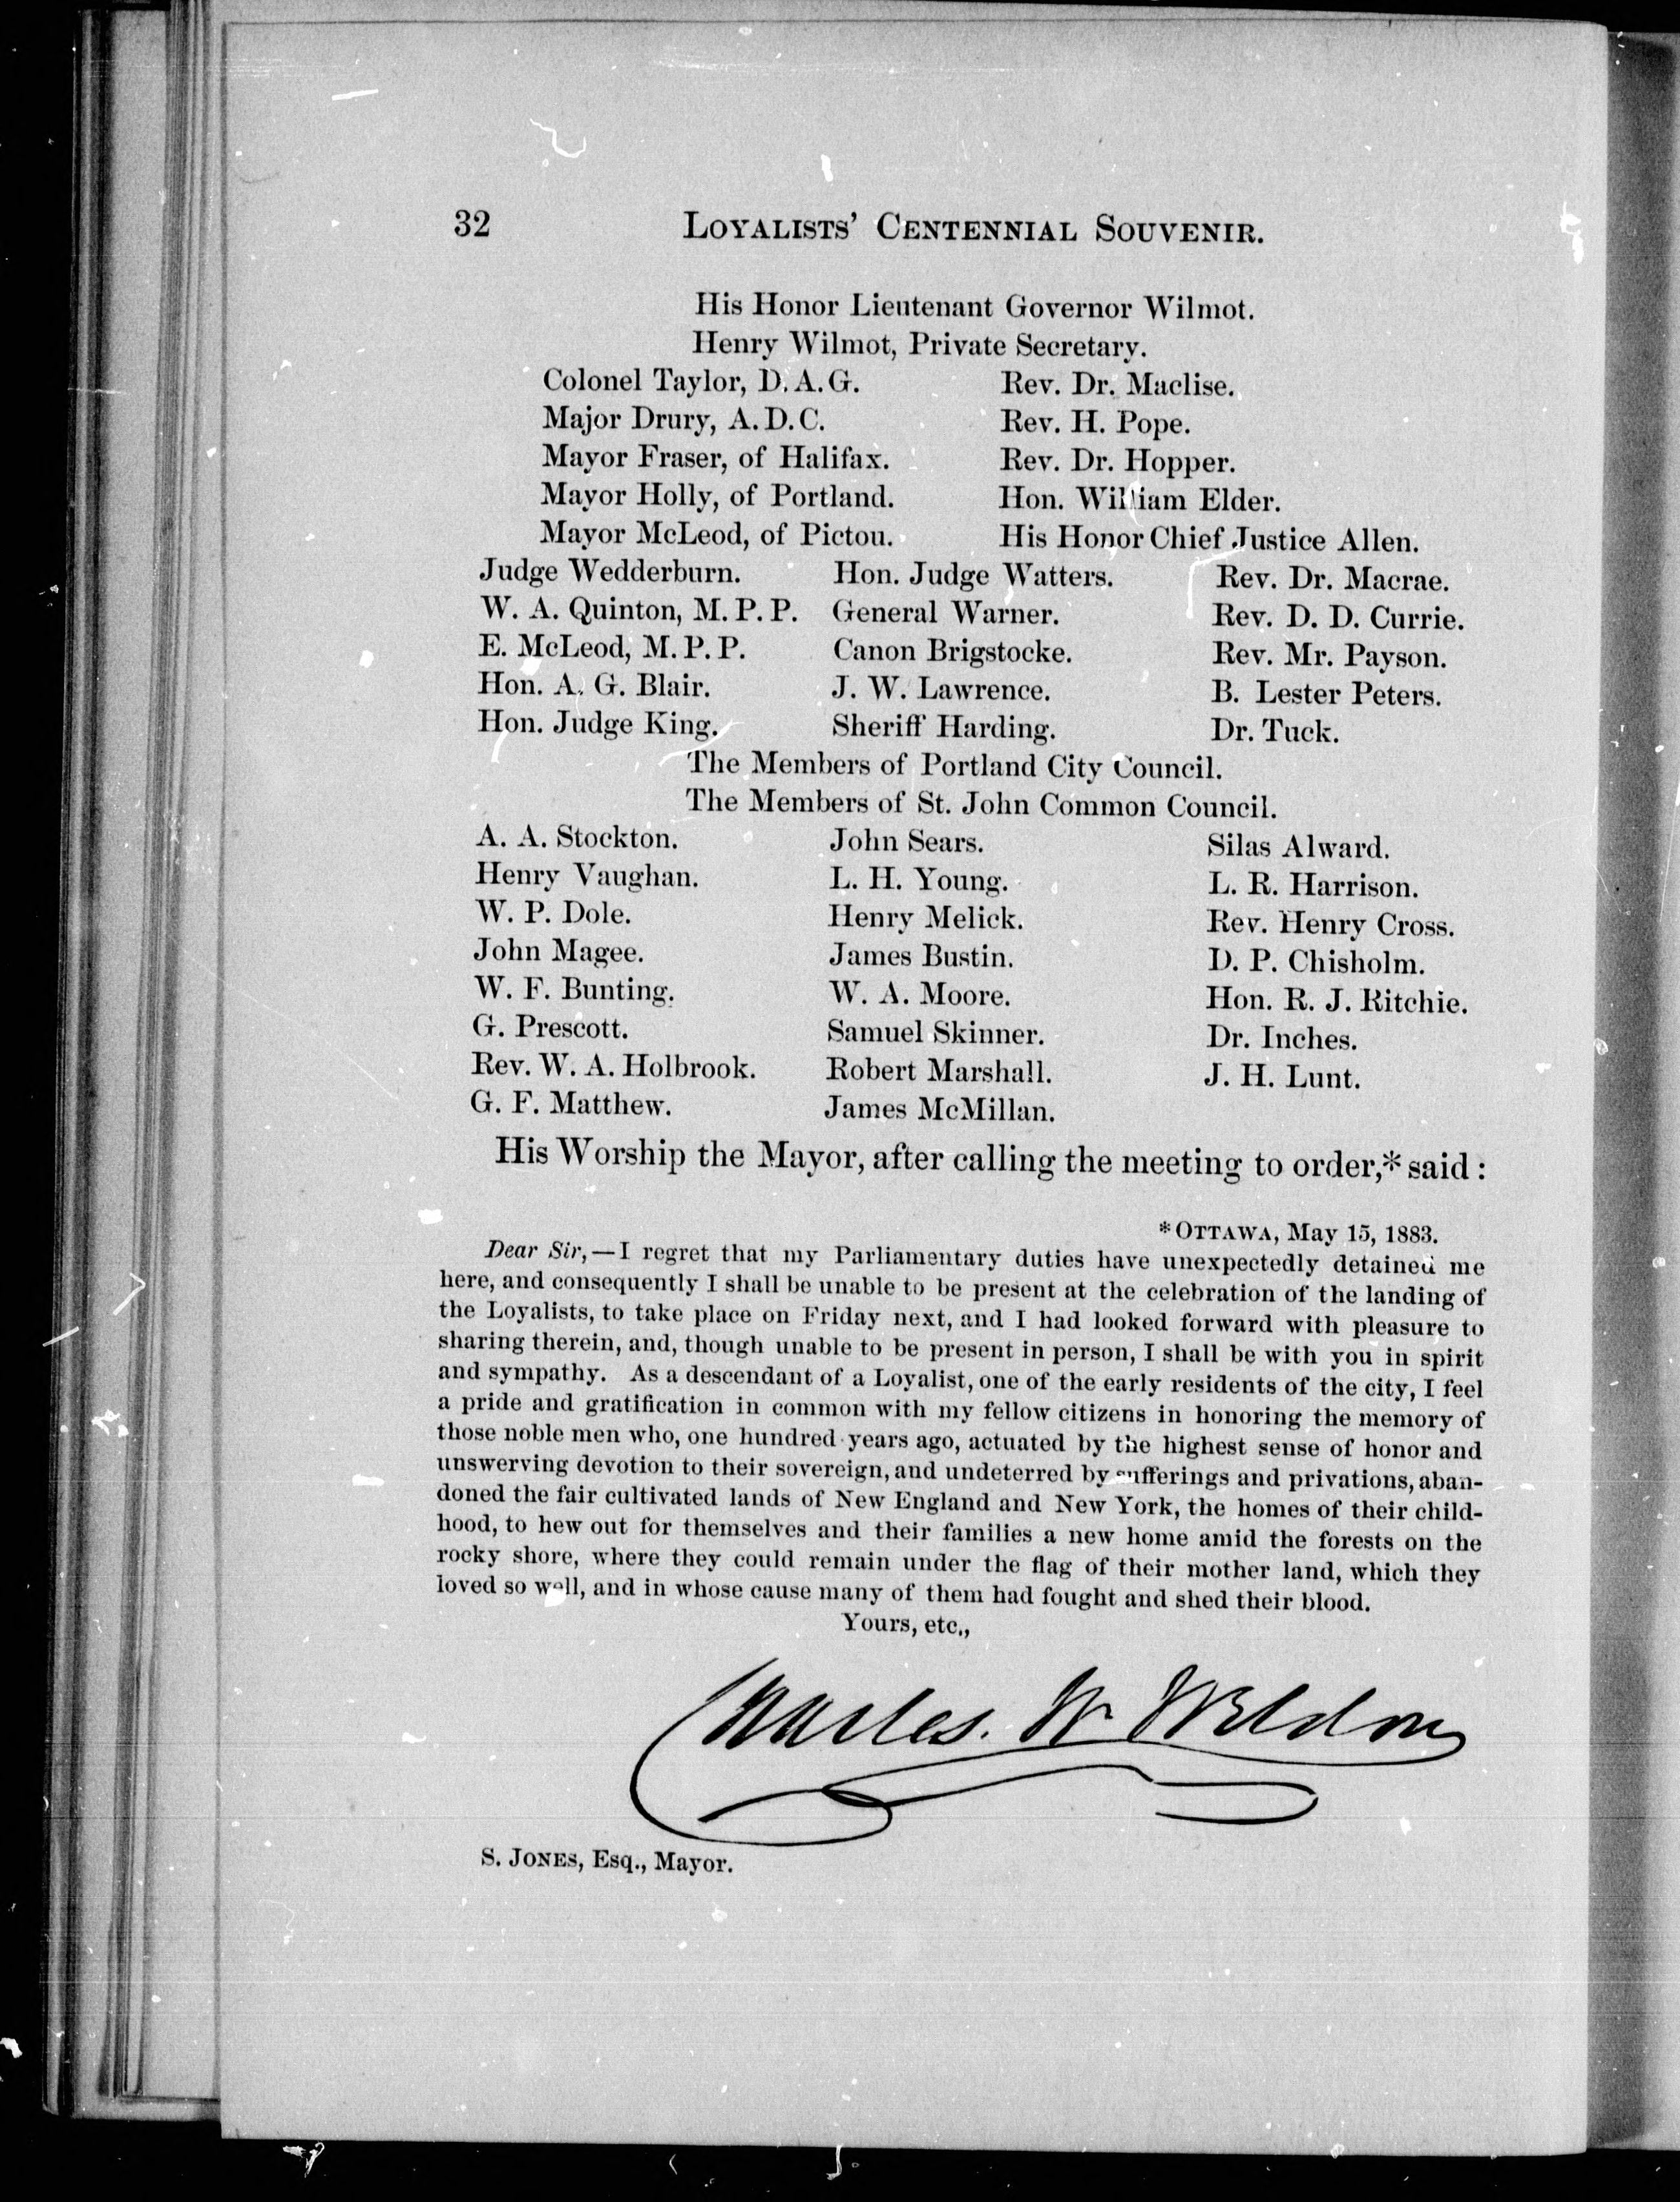 32 LOYALISTS' CENTENNIAL SOUVENIR.
His Honor Lieutenant Governor Wilmot.
Henry Wilmot, Private Secretary.
Colonel Taylor, D. A. G. Rev. Dr. Maclise.
Major Drury, A. D. C. Rev. H. Pope.
Mayor Fraser, of Halifax. Rev. Dr. Hopper.
Mayor Holly, of Portland. Hon. William Elder.
Mayor McLeod, of Pictou. His Honor Chief Justice Allen.
Judge Wedderburn. Hon. Judge Watters. Rev. Dr. Macrae.
W. A. Quinton, M. P. P. General Warner. Rev. D. D. Currie.
E. McLeod, M. P. P. Canon Brigstocke. Rev. Mr. Payson.
Hon. A. G. Blair. J. W. Lawrence. B. Lester Peters.
Hon. Judge King. Sheriff Harding. Dr. Tuck.
The Members of Portland City Council.
The Members of St. John Common Council.
A. A. Stockton. John Sears. Silas Alward.
Henry Vaughan. L. H. Young. L. R. Harrison.
W. P. Dole. Henry Melick. Rev. Henry Cross.
John Magee. James Bustin. D. P. Chisholm.
W. F. Bunting. W. A. Moore. Hon. R. J. Ritchie.
G. Prescott. Samuel Skinner. Dr. Inches.
Rev. W. A. Holbrook. Robert Marshall. J. H. Lunt.
G. F. Matthew. James McMillan.
His Worship the Mayor, after calling the meeting to order,* said:
*OTTAWA, May 15, 1883.
Dear Sir,—I regret that my Parliamentary duties have unexpectedly detained me
here, and consequently I shall be unable to be present at the celebration of the landing of
the Loyalists, to take place on Friday next, and I had looked forward with pleasure to
sharing therein, and, though unable to be present in person, I shall be with you in spirit
and sympathy. As a descendant of a Loyalist, one of the early residents of the city, I feel
a pride and gratification in common with my fellow citizens in honoring the memory of
those noble men who, one hundred years ago, actuated by the highest sense of honor and
unswerving devotion to their sovereign, and undeterred by sufferings and privations, aban-
doned the fair cultivated lands of New England and New York, the homes of their child-
hood, to hew out for themselves and their families a new home amid the forests on the
rocky shore, where they could remain under the flag of their mother land, which they
loved so well, and in whose cause many of them had fought and shed their blood.
Yours, etc.,
Charles. W Weldon
S. JONES, Esq., Mayor.